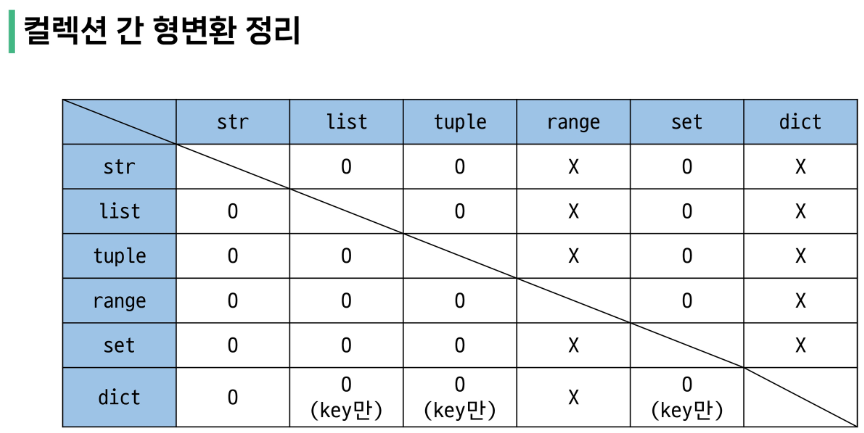 컬렉션 간 형변환 정리
str list tuple range set dict
str O O X O X
list O O X O X
tuple O O X O X
range O O O O X
set O O O X X
dict O O (key만) O (key만) X O (key만)